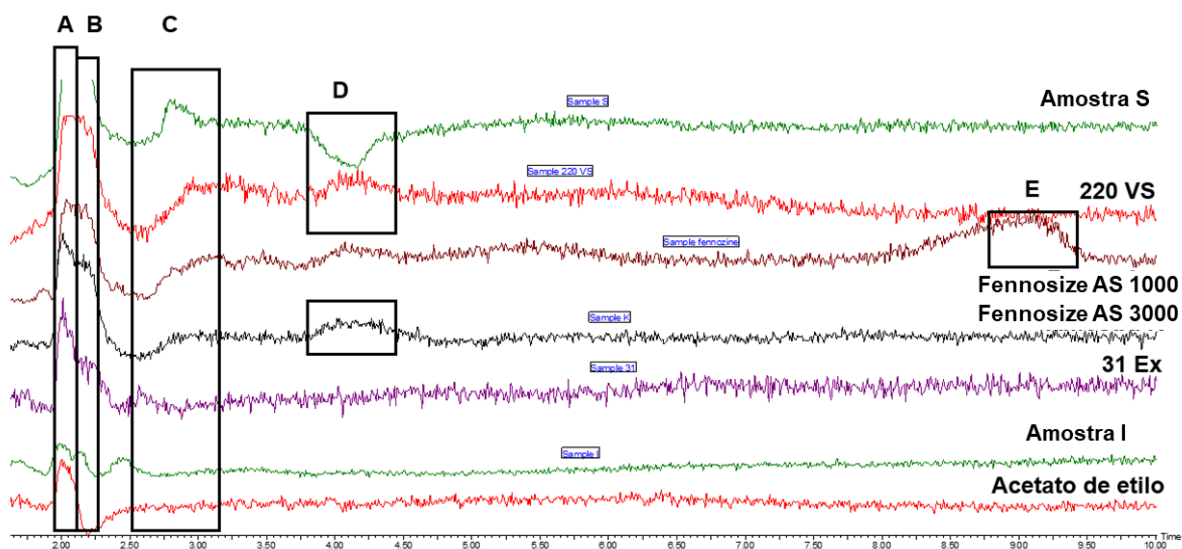 A B C
D
Sample S
Amostra S
Sample 220 VS
E 220 VS
Sample fennozine
Fennosize AS 1000
Fennosize AS 3000
Sample K
31 Ex
Sample 31
Amostra I
Sample I
Acetato de etilo
Time
2.00 2.50 3.00 3.50 4.00 4.50 5.00 5.50 6.00 6.50 7.00 7.50 8.00 8.50 9.00 9.50 10.00